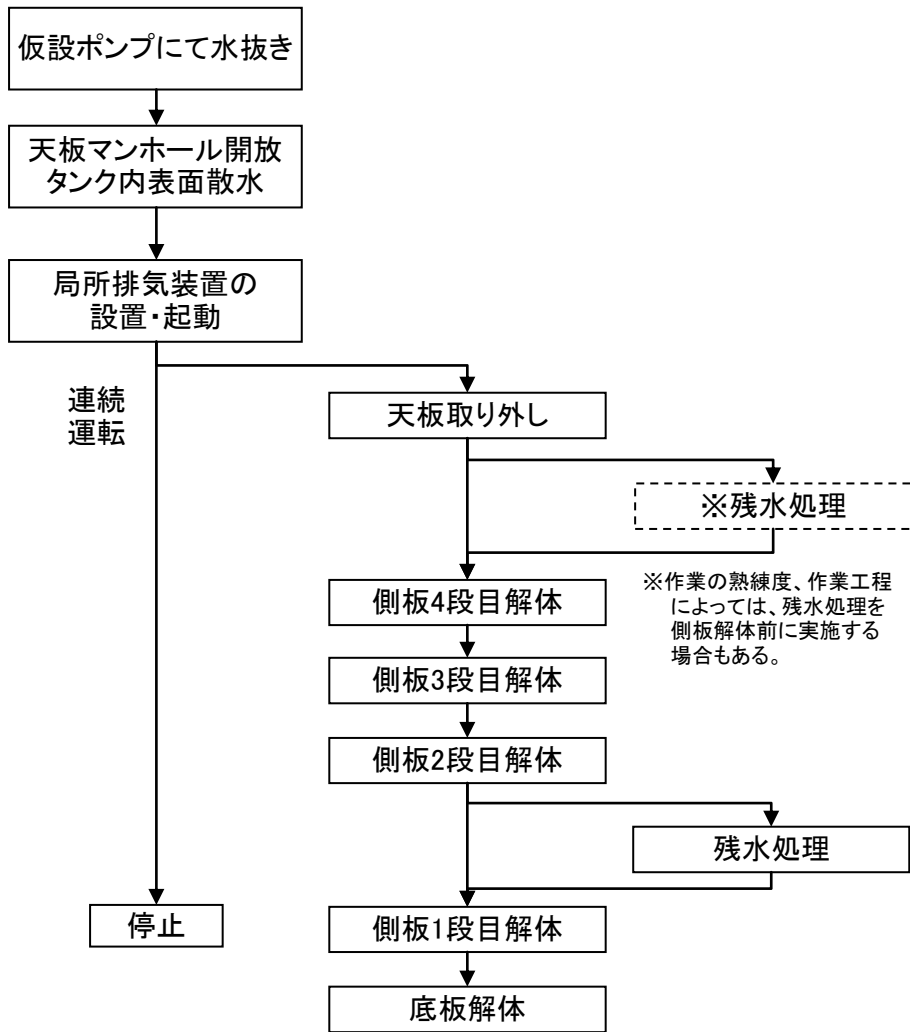 仮設ポンプにて水抜き
天板マンホール開放
タンク内表面散水
局所排気装置の
設置・起動
連続
運転
天板取り外し
※残水処理
※作業の熟練度、作業工程
によっては、残水処理を
側板解体前に実施する
場合もある。
側板4段目解体
側板3段目解体
側板2段目解体
残水処理
停止
側板1段目解体
底板解体